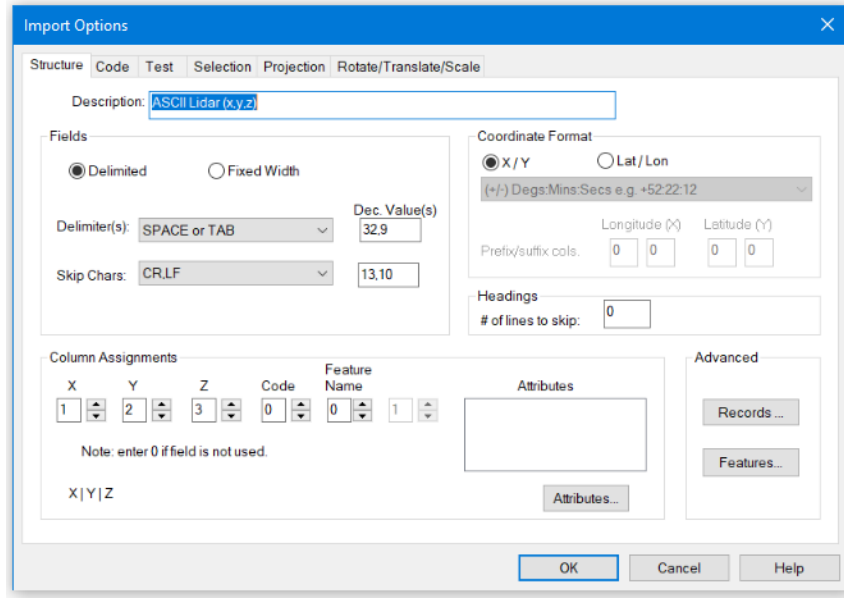 Import Options
Structure Code Test Selection Projection Rotate/Translate/Scale
Description: ASCII Lidar (x,y,z)
Fields
Delimited Fixed Width
Dec. Value(s)
Delimiter(s): SPACE or TAB 32,9
Skip Chars: CR,LF 13,10
Coordinate Format
X / Y Lat / Lon
(+/-) Degs:Mins:Secs e.g. +52:22:12
Longitude (X) Latitude (Y)
Prefix/suffix cols. 0 0 0 0
Headings
# of lines to skip: 0
Column Assignments
X Y Z Code Feature Name
1 2 3 0 0 1
Note: enter 0 if field is not used.
X | Y | Z
Attributes
Attributes...
Advanced
Records ...
Features...
OK Cancel Help